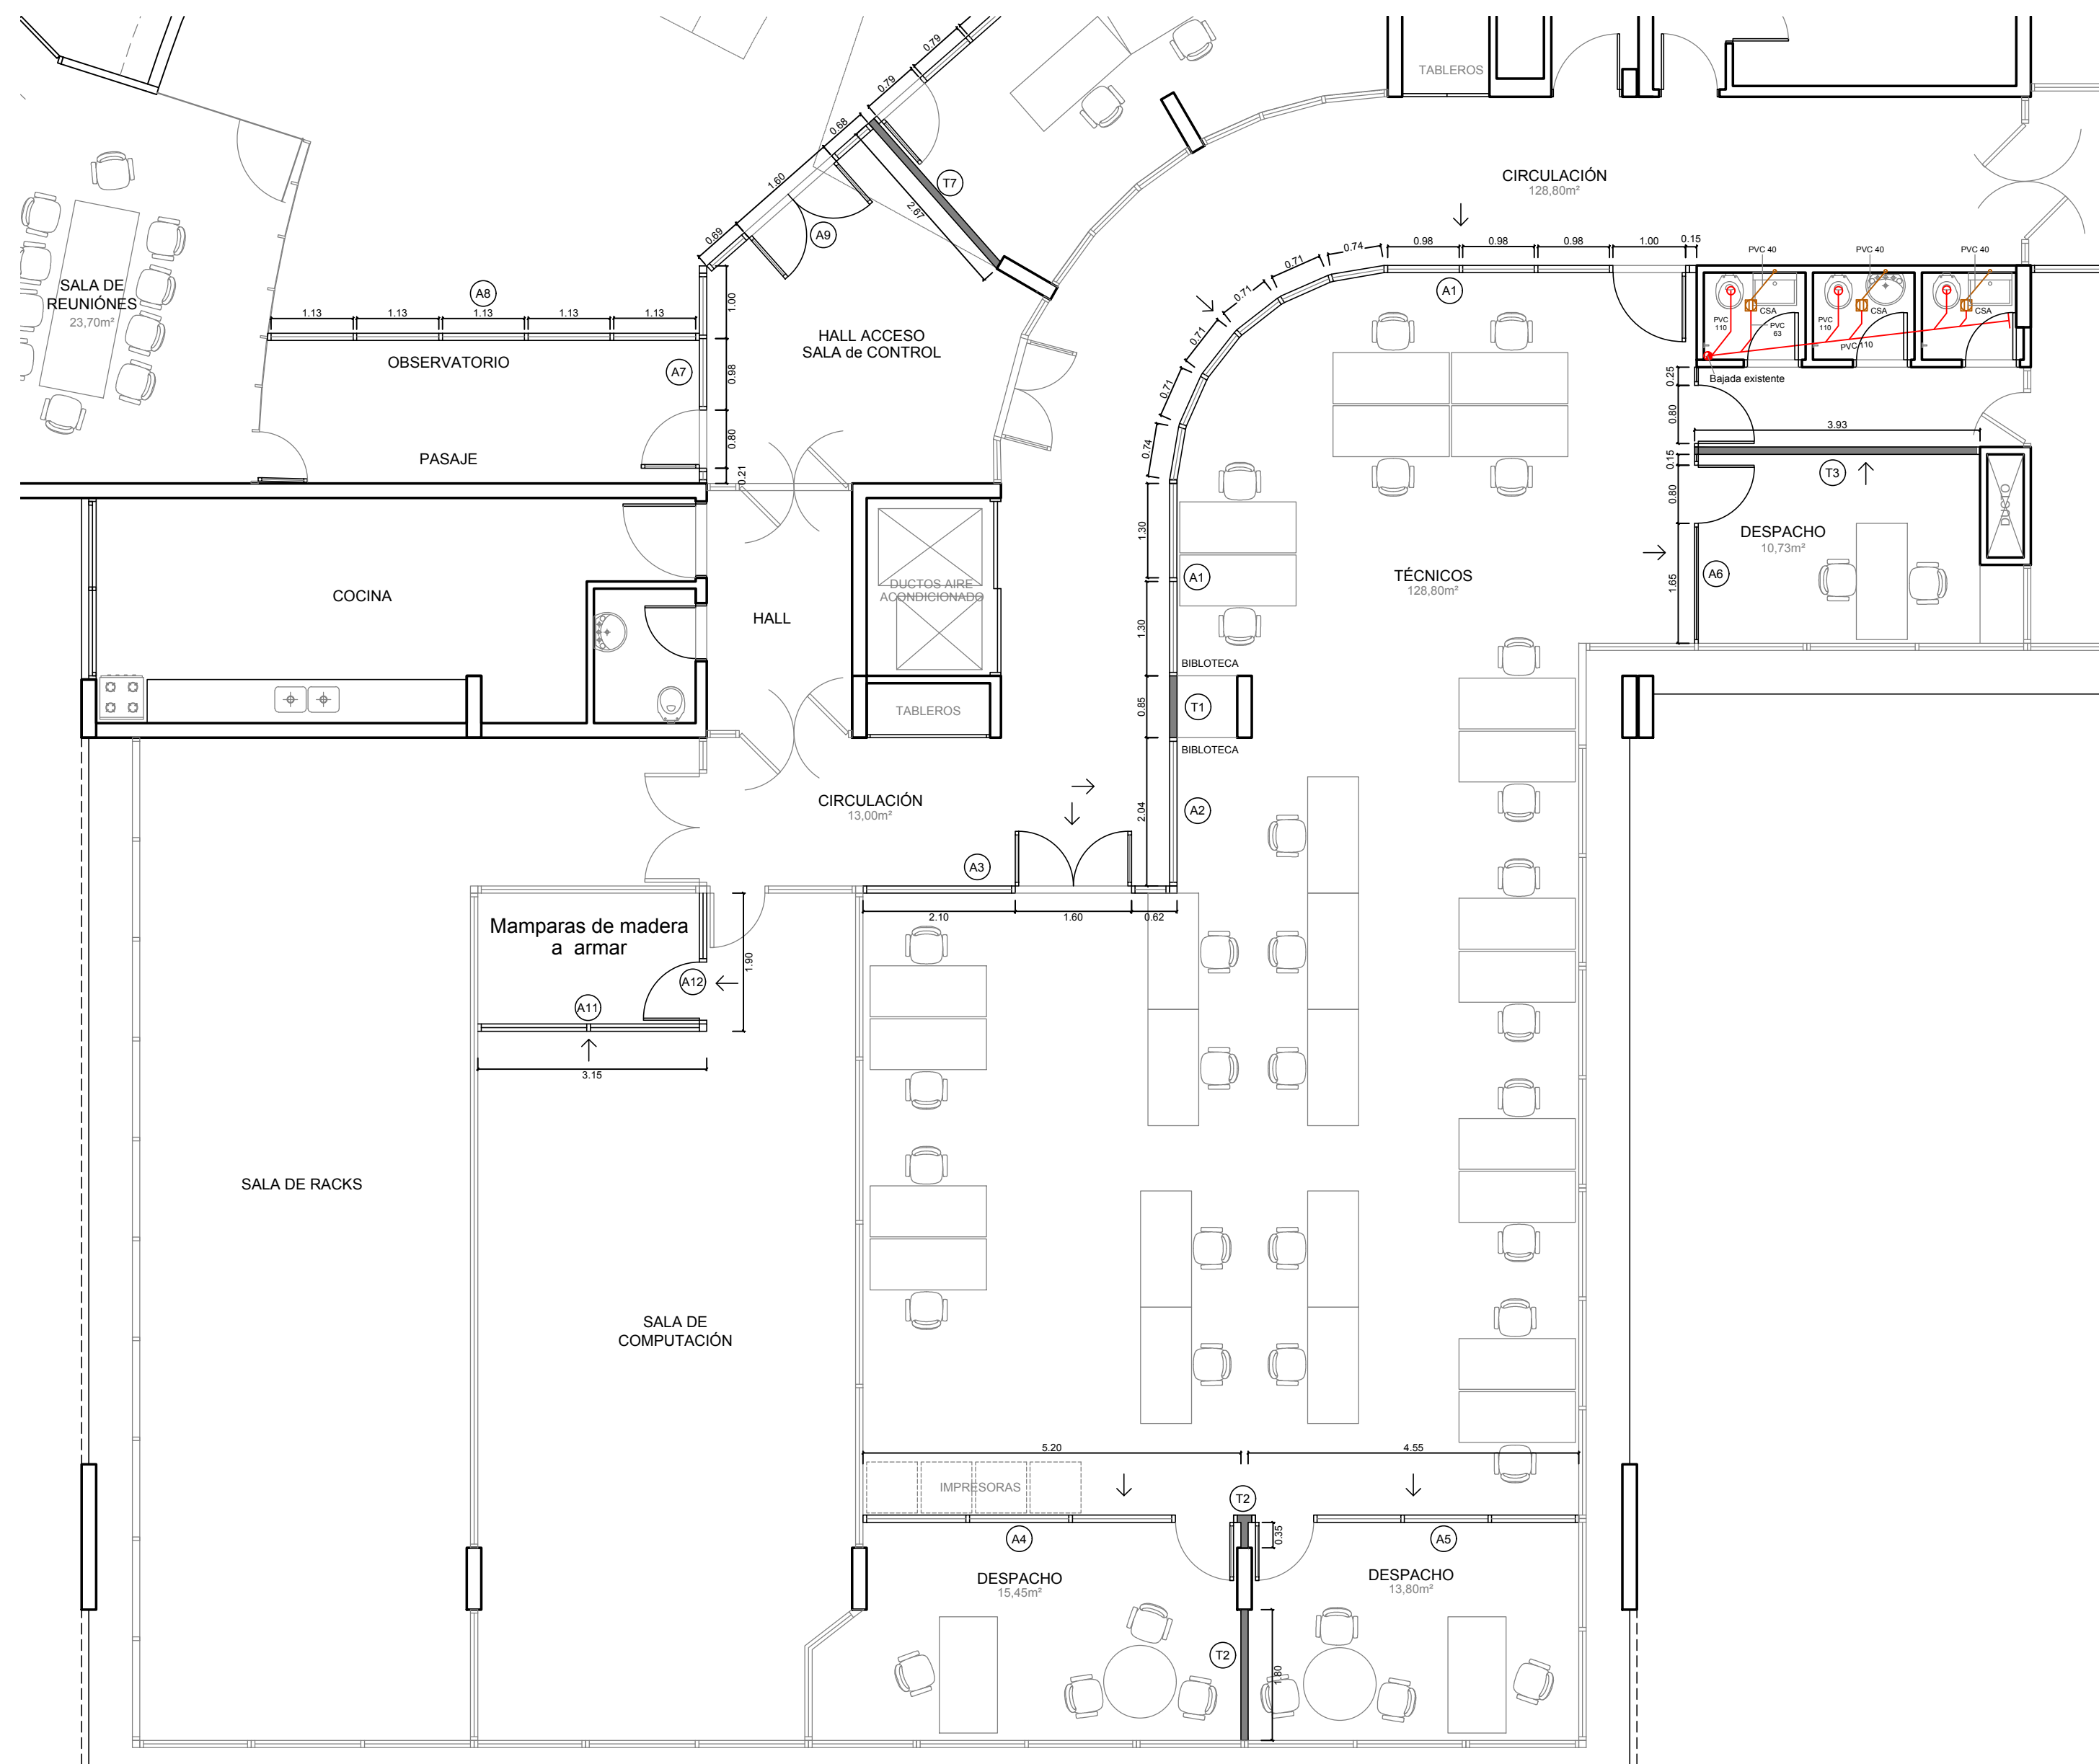 0.79
0.79
0.68
1.60
0.69
T7
2.67
A9
TABLEROS
CIRCULACIÓN
128,80m²
SALA DE
REUNIÓNES
23,70m²
A8
1.13
1.13
1.13
1.13
1.13
OBSERVATORIO
PASAJE
A7
1.00
0.98
0.80
0.21
HALL ACCESO
SALA de CONTROL
0.74
0.71
0.71
0.71
0.71
0.74
0.98
0.98
0.98
1.00
0.15
A1
PVC 40
PVC 40
PVC 40
CSA
CSA
CSA
PVC
110
PVC
63
PVC
110
PVC 110
Bajada existente
0.25
0.80
3.93
0.15
T3
0.80
DUCTO
DESPACHO
10,73m²
A6
1.65
COCINA
HALL
DUCTOS AIRE
ACONDICIONADO
TABLEROS
1.30
A1
1.30
TÉCNICOS
128,80m²
BIBLOTECA
0.85
T1
BIBLOTECA
2.04
A2
CIRCULACIÓN
13,00m²
A3
2.10
1.60
0.62
Mamparas de madera
a armar
1.90
A12
A11
3.15
SALA DE RACKS
SALA DE
COMPUTACIÓN
5.20
4.55
IMPRESORAS
T2
0.35
A4
A5
DESPACHO
15,45m²
DESPACHO
13,80m²
T2
1.80